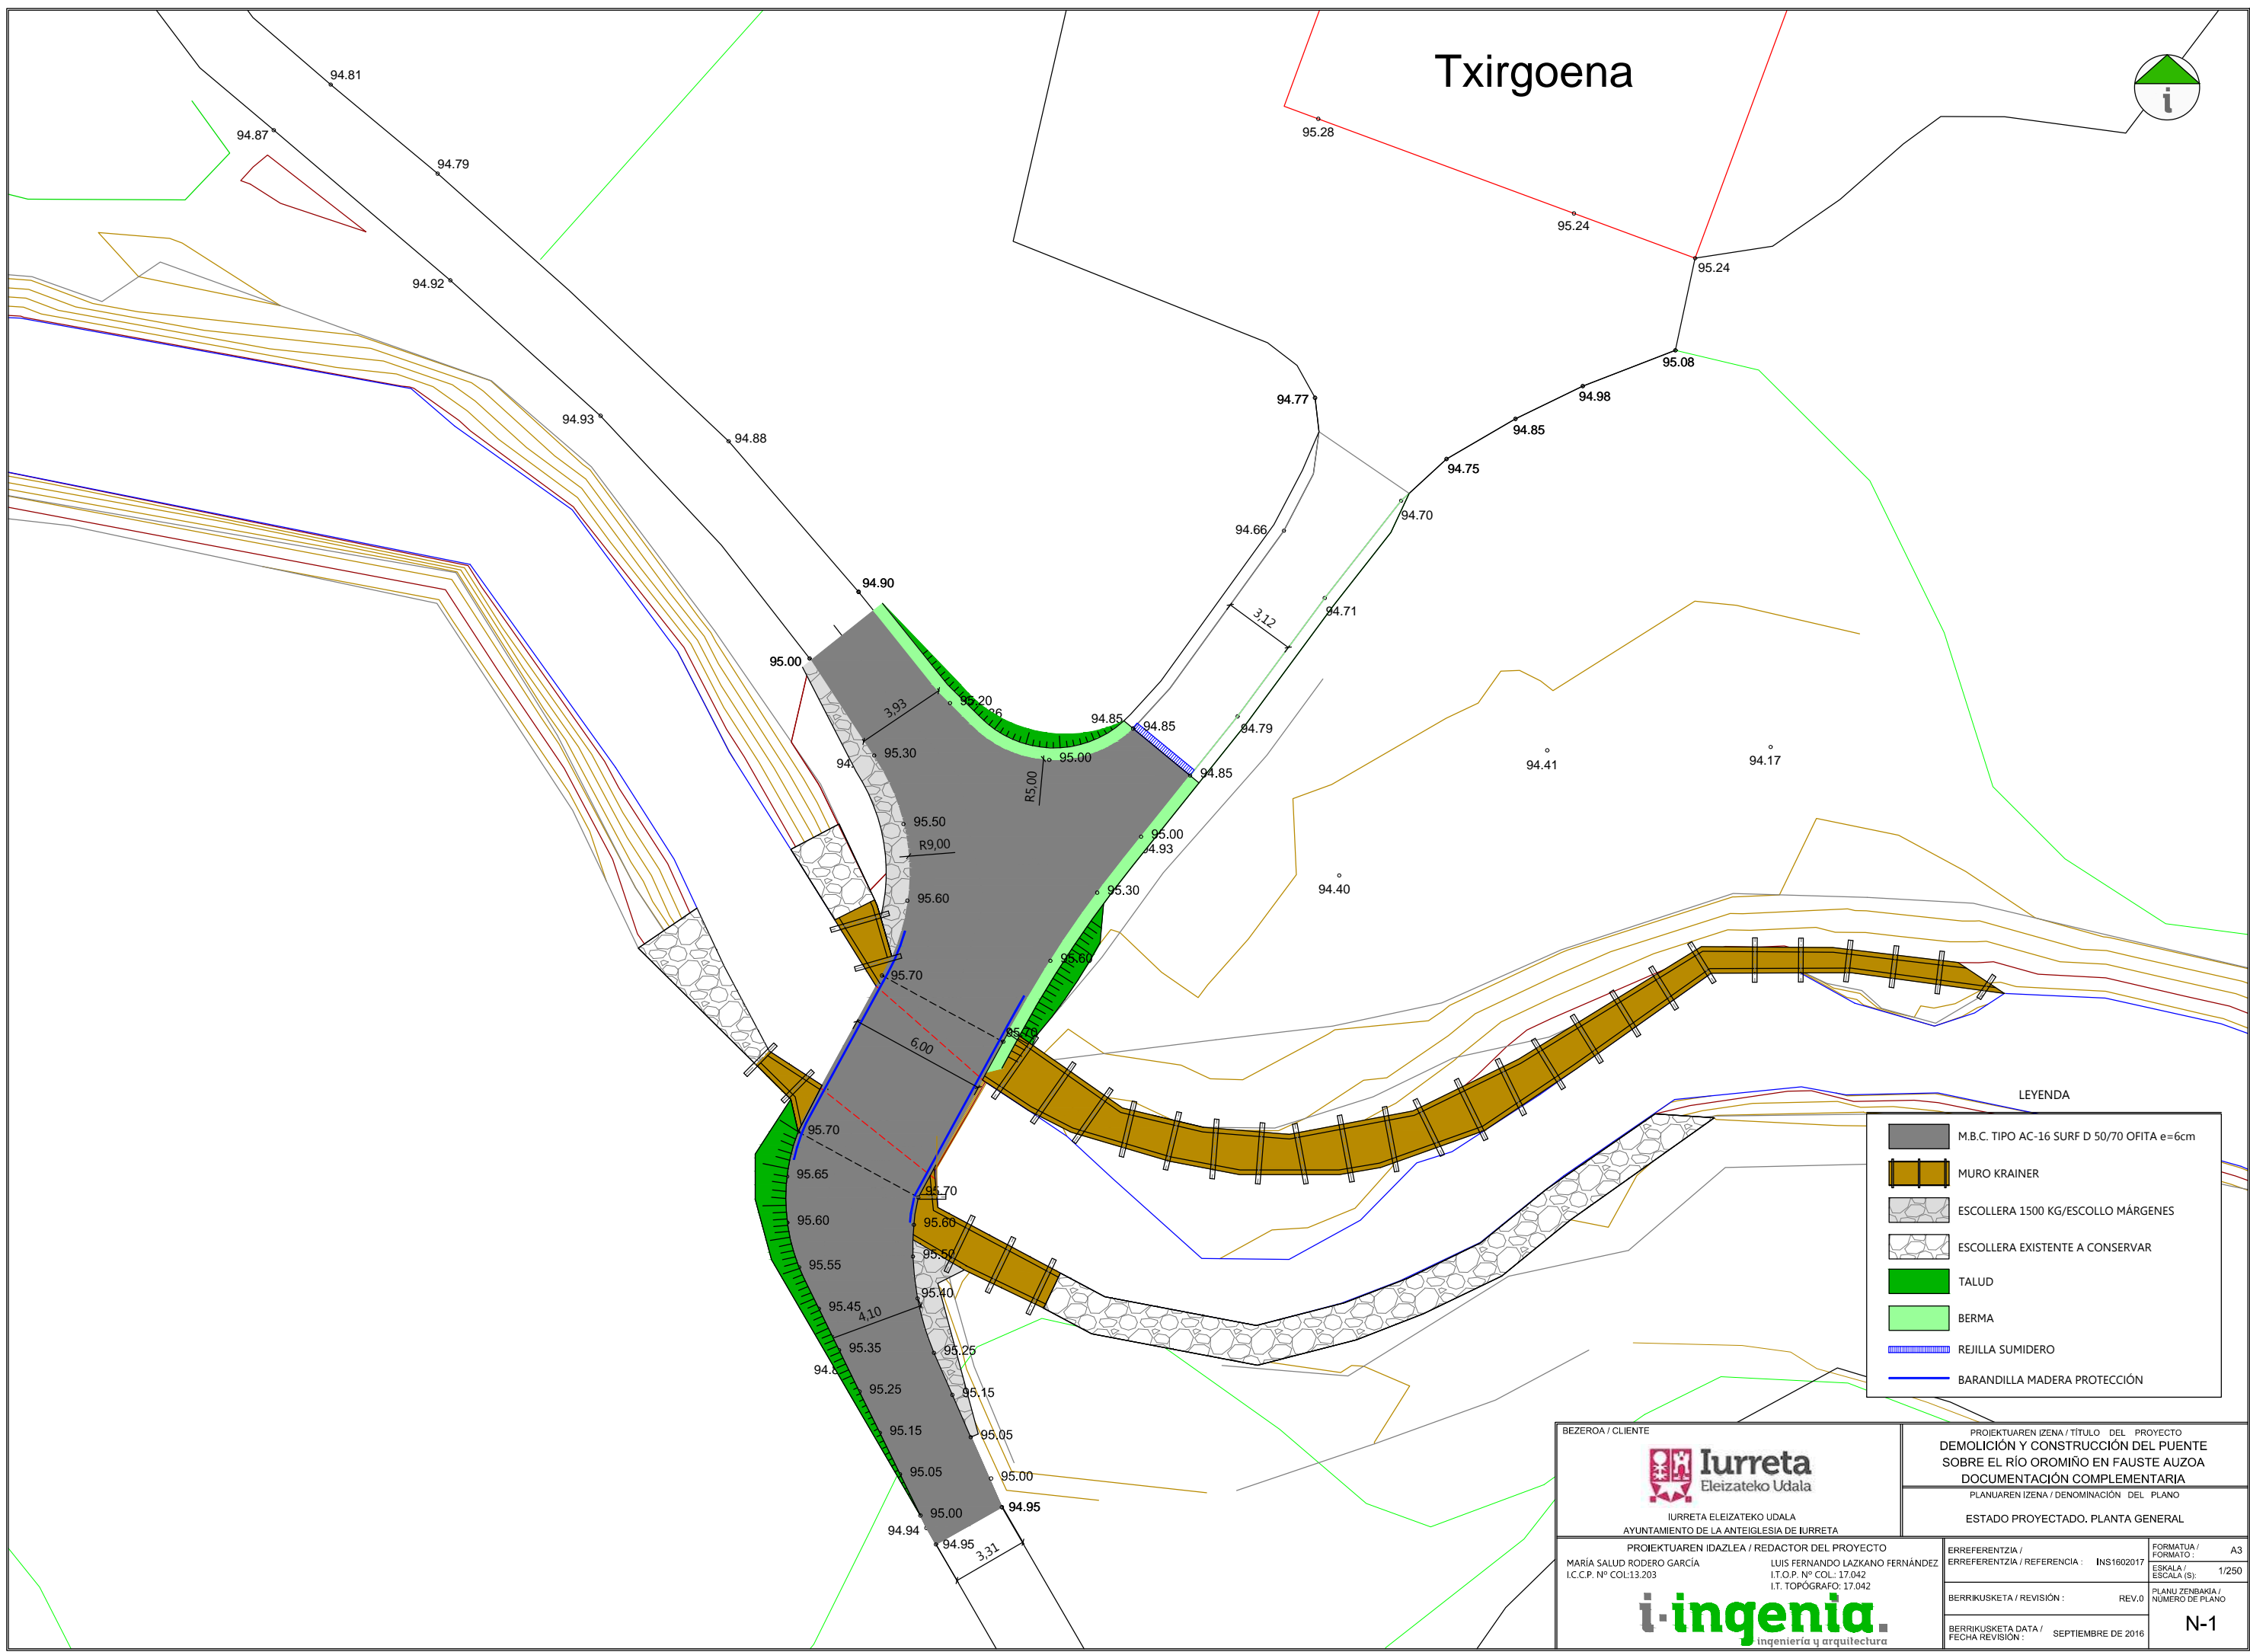 Txirgoena
i
94.81
94.87
94.79
95.28
95.24
95.24
94.92
95.08
94.98
94.77
94.85
94.93
94.88
94.75
94.70
94.66
94.90
94.71
3,12
95.00
95.20
3,93
94.85
94.85
94.79
95.30
95.00
94.85
94.41
94.17
R5,00
95.50
95.00
94.93
R9,00
94.40
95.30
95.60
95.60
95.70
95.70
6,00
95.70
95.65
95.70
95.60
95.60
95.50
95.55
95.40
95.45
4,10
95.35
95.25
95.25
95.15
95.15
95.05
95.05
95.00
95.00
94.95
94.94
94.95
3,31
LEYENDA
M.B.C. TIPO AC-16 SURF D 50/70 OFITA e=6cm
MURO KRAINER
ESCOLLERA 1500 KG/ESCOLLO MÁRGENES
ESCOLLERA EXISTENTE A CONSERVAR
TALUD
BERMA
REJILLA SUMIDERO
BARANDILLA MADERA PROTECCIÓN
BEZEROA / CLIENTE
Iurreta
Eleizateko Udala
IURRETA ELEIZATEKO UDALA
AYUNTAMIENTO DE LA ANTEIGLESIA DE IURRETA
PROIEKTUAREN IZENA / TÍTULO DEL PROYECTO
DEMOLICIÓN Y CONSTRUCCIÓN DEL PUENTE
SOBRE EL RÍO OROMIÑO EN FAUSTE AUZOA
DOCUMENTACIÓN COMPLEMENTARIA
PLANUAREN IZENA / DENOMINACIÓN DEL PLANO
ESTADO PROYECTADO. PLANTA GENERAL
PROIEKTUAREN IDAZLEA / REDACTOR DEL PROYECTO
MARÍA SALUD RODERO GARCÍA
I.C.C.P. Nº COL:13.203
LUIS FERNANDO LAZKANO FERNÁNDEZ
I.T.O.P. Nº COL.: 17.042
I.T. TOPÓGRAFO: 17.042
i·ingenia.
ingeniería y arquitectura
ERREFERENTZIA /
ERREFERENTZIA / REFERENCIA : INS1602017
BERRIKUSKETA / REVISIÓN : REV.0
BERRIKUSKETA DATA /
FECHA REVISIÓN : SEPTIEMBRE DE 2016
FORMATUA /
FORMATO : A3
ESKALA /
ESCALA (S): 1/250
PLANU ZENBAKIA /
NÚMERO DE PLANO
N-1